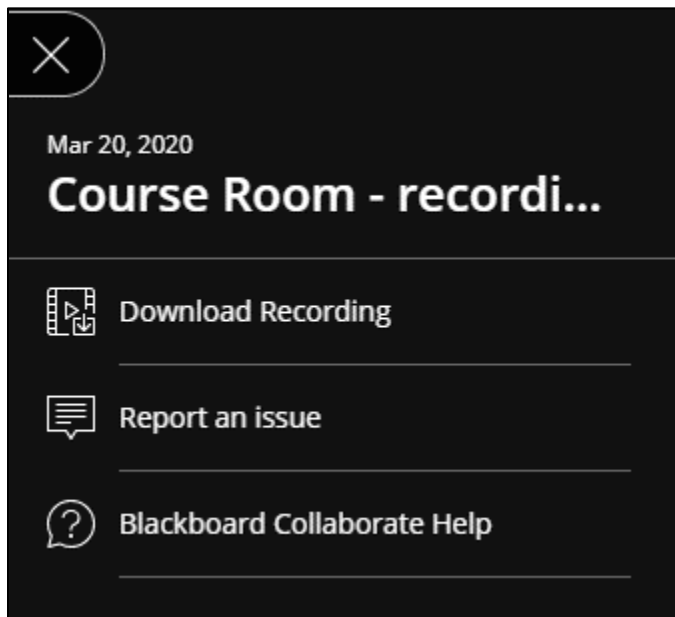 Mar 20, 2020
Course Room - recordi...
Download Recording
Report an issue
Blackboard Collaborate Help